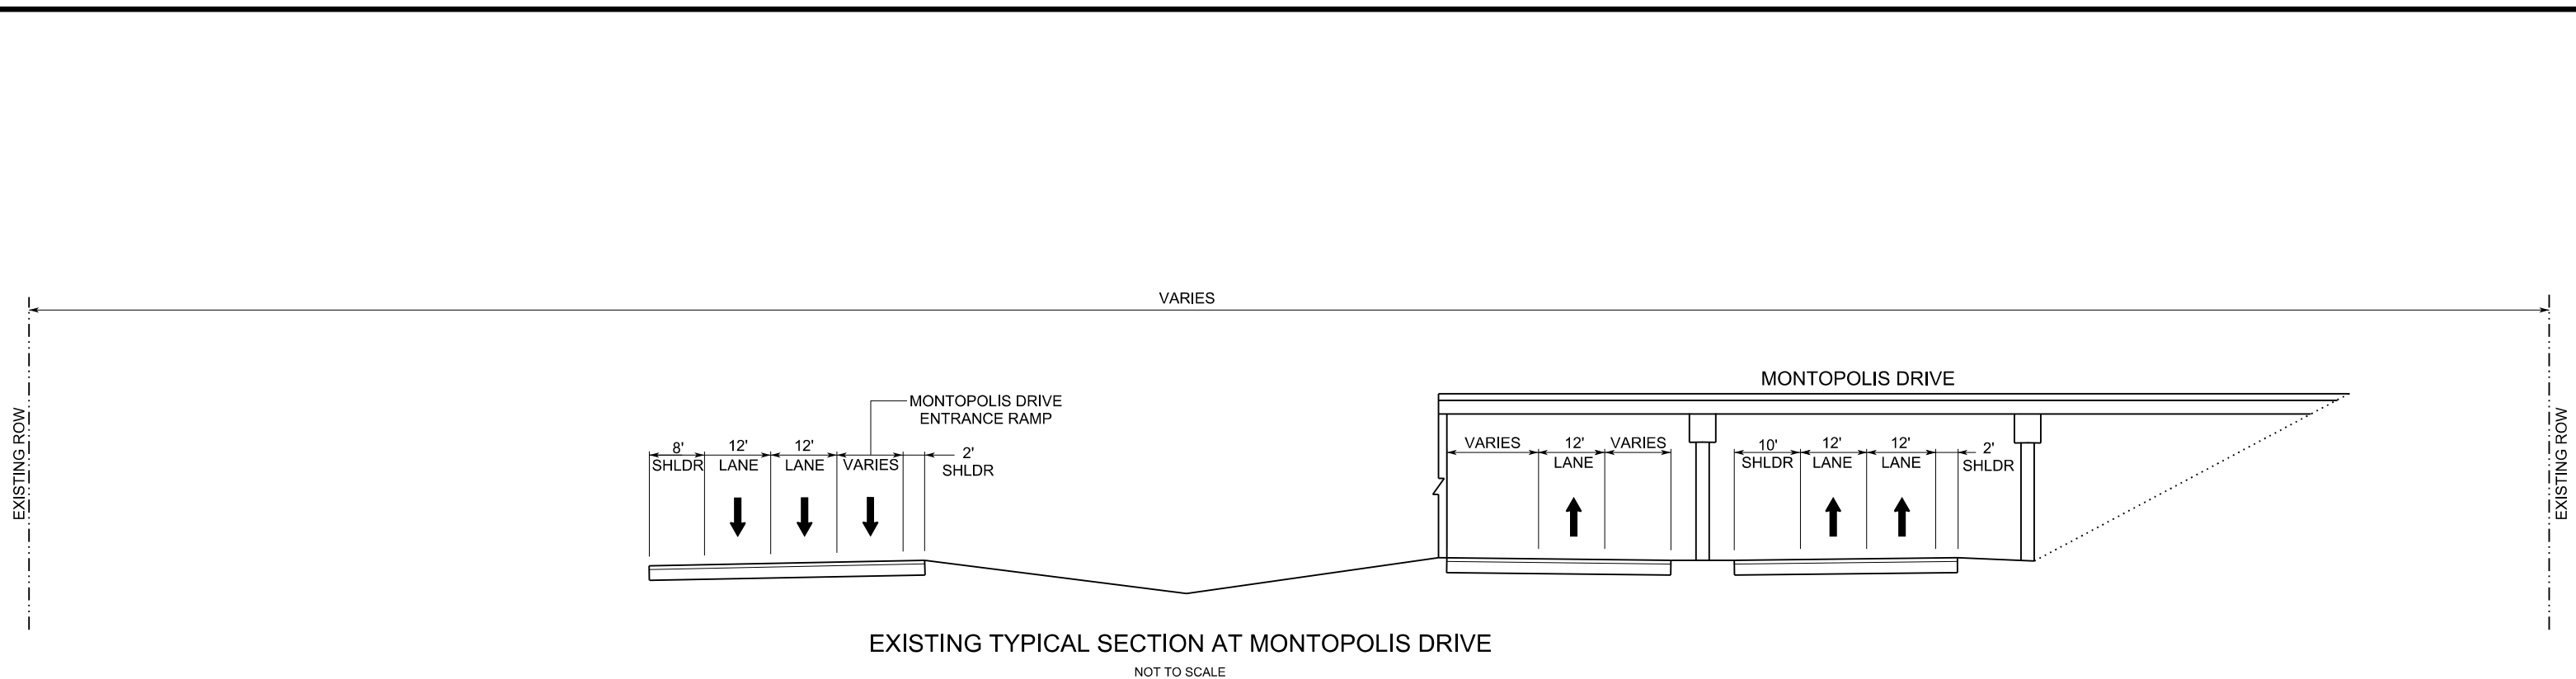 VARIES
EXISTING ROW
EXISTING ROW
MONTOPOLIS DRIVE
MONTOPOLIS DRIVE
ENTRANCE RAMP
8'
SHLDR
12'
LANE
12'
LANE
VARIES
2'
SHLDR
VARIES
12'
LANE
VARIES
10'
SHLDR
12'
LANE
12'
LANE
2'
SHLDR
EXISTING TYPICAL SECTION AT MONTOPOLIS DRIVE
NOT TO SCALE